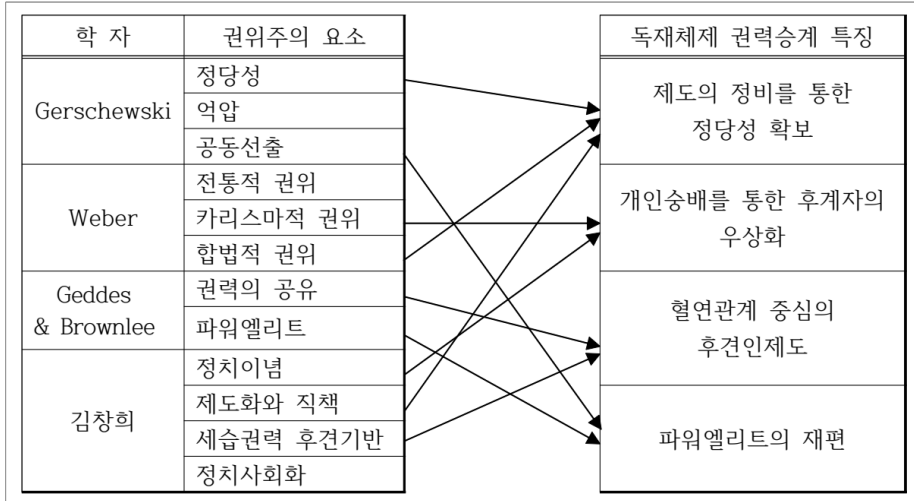 학 자
권위주의 요소
Gerschewski
정당성
억압
공동선출
Weber
전통적 권위
카리스마적 권위
합법적 권위
Geddes
& Brownlee
권력의 공유
파워엘리트
김창희
정치이념
제도화와 직책
세습권력 후견기반
정치사회화
독재체제 권력승계 특징
제도의 정비를 통한
정당성 확보
개인숭배를 통한 후계자의
우상화
혈연관계 중심의
후견인제도
파워엘리트의 재편